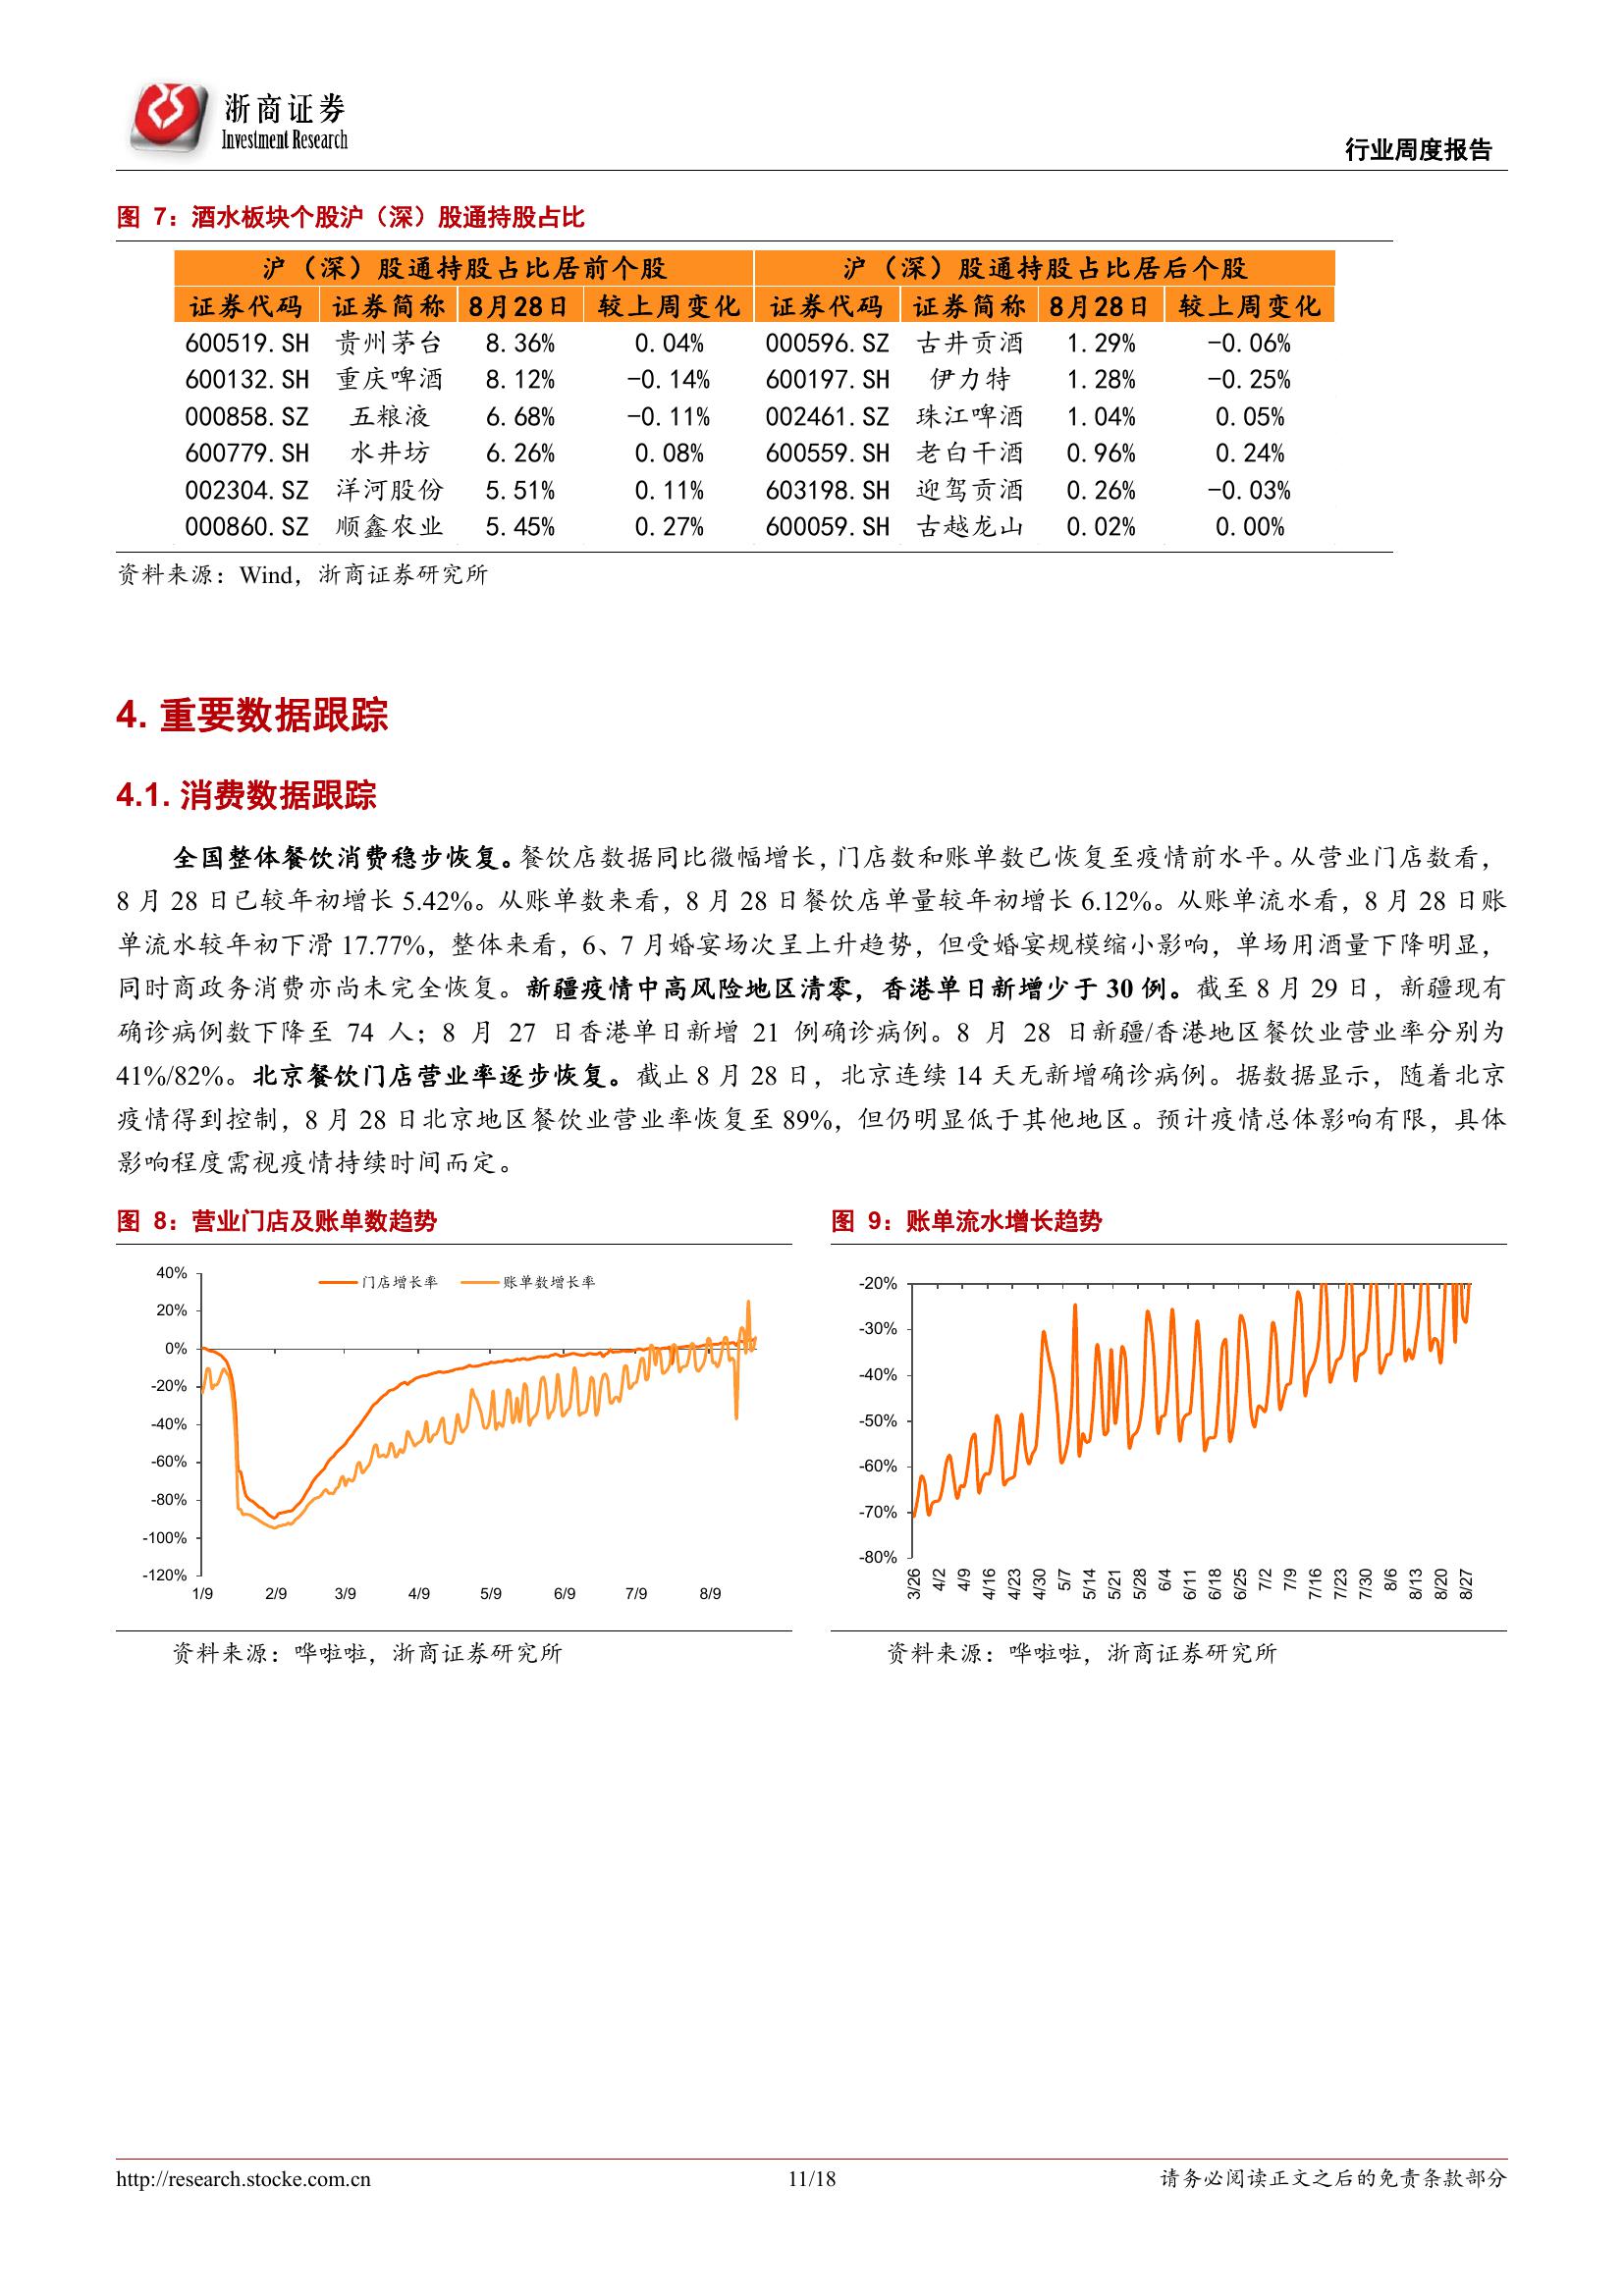 浙商证券
Investment Research
行业周度报告
图 7：酒水板块个股沪（深）股通持股占比
沪（深）股通持股占比居前个股 沪（深）股通持股占比居后个股
证券代码 证券简称 8月28日 较上周变化 证券代码 证券简称 8月28日 较上周变化
600519.SH 贵州茅台 8.36% 0.04% 000596.SZ 古井贡酒 1.29% -0.06%
600132.SH 重庆啤酒 8.12% -0.14% 600197.SH 伊力特 1.28% -0.25%
000858.SZ 五粮液 6.68% -0.11% 002461.SZ 珠江啤酒 1.04% 0.05%
600779.SH 水井坊 6.26% 0.08% 600559.SH 老白干酒 0.96% 0.24%
002304.SZ 洋河股份 5.51% 0.11% 603198.SH 迎驾贡酒 0.26% -0.03%
000860.SZ 顺鑫农业 5.45% 0.27% 600059.SH 古越龙山 0.02% 0.00%
资料来源：Wind，浙商证券研究所
4. 重要数据跟踪
4.1. 消费数据跟踪
全国整体餐饮消费稳步恢复。餐饮店数据同比微幅增长，门店数和账单数已恢复至疫情前水平。从营业门店数看，
8 月 28 日已较年初增长 5.42%。从账单数来看，8 月 28 日餐饮店单量较年初增长 6.12%。从账单流水看，8 月 28 日账
单流水较年初下滑 17.77%，整体来看，6、7 月婚宴场次呈上升趋势，但受婚宴规模缩小影响，单场用酒量下降明显，
同时商政务消费亦尚未完全恢复。新疆疫情中高风险地区清零，香港单日新增少于 30 例。截至 8 月 29 日，新疆现有
确诊病例数下降至 74 人；8 月 27 日香港单日新增 21 例确诊病例。8 月 28 日新疆/香港地区餐饮业营业率分别为
41%/82%。北京餐饮门店营业率逐步恢复。截止 8 月 28 日，北京连续 14 天无新增确诊病例。据数据显示，随着北京
疫情得到控制，8 月 28 日北京地区餐饮业营业率恢复至 89%，但仍明显低于其他地区。预计疫情总体影响有限，具体
影响程度需视疫情持续时间而定。
图 8：营业门店及账单数趋势
门店增长率 账单数增长率
40%
20%
0%
-20%
-40%
-60%
-80%
-100%
-120%
1/9 2/9 3/9 4/9 5/9 6/9 7/9 8/9
资料来源：哗啦啦，浙商证券研究所
图 9：账单流水增长趋势
-20%
-30%
-40%
-50%
-60%
-70%
-80%
3/26 4/2 4/9 4/16 4/23 4/30 5/7 5/14 5/21 5/28 6/4 6/11 6/18 6/25 7/2 7/9 7/16 7/23 7/30 8/6 8/13 8/20 8/27
资料来源：哗啦啦，浙商证券研究所
http://research.stocke.com.cn 11/18 请务必阅读正文之后的免责条款部分